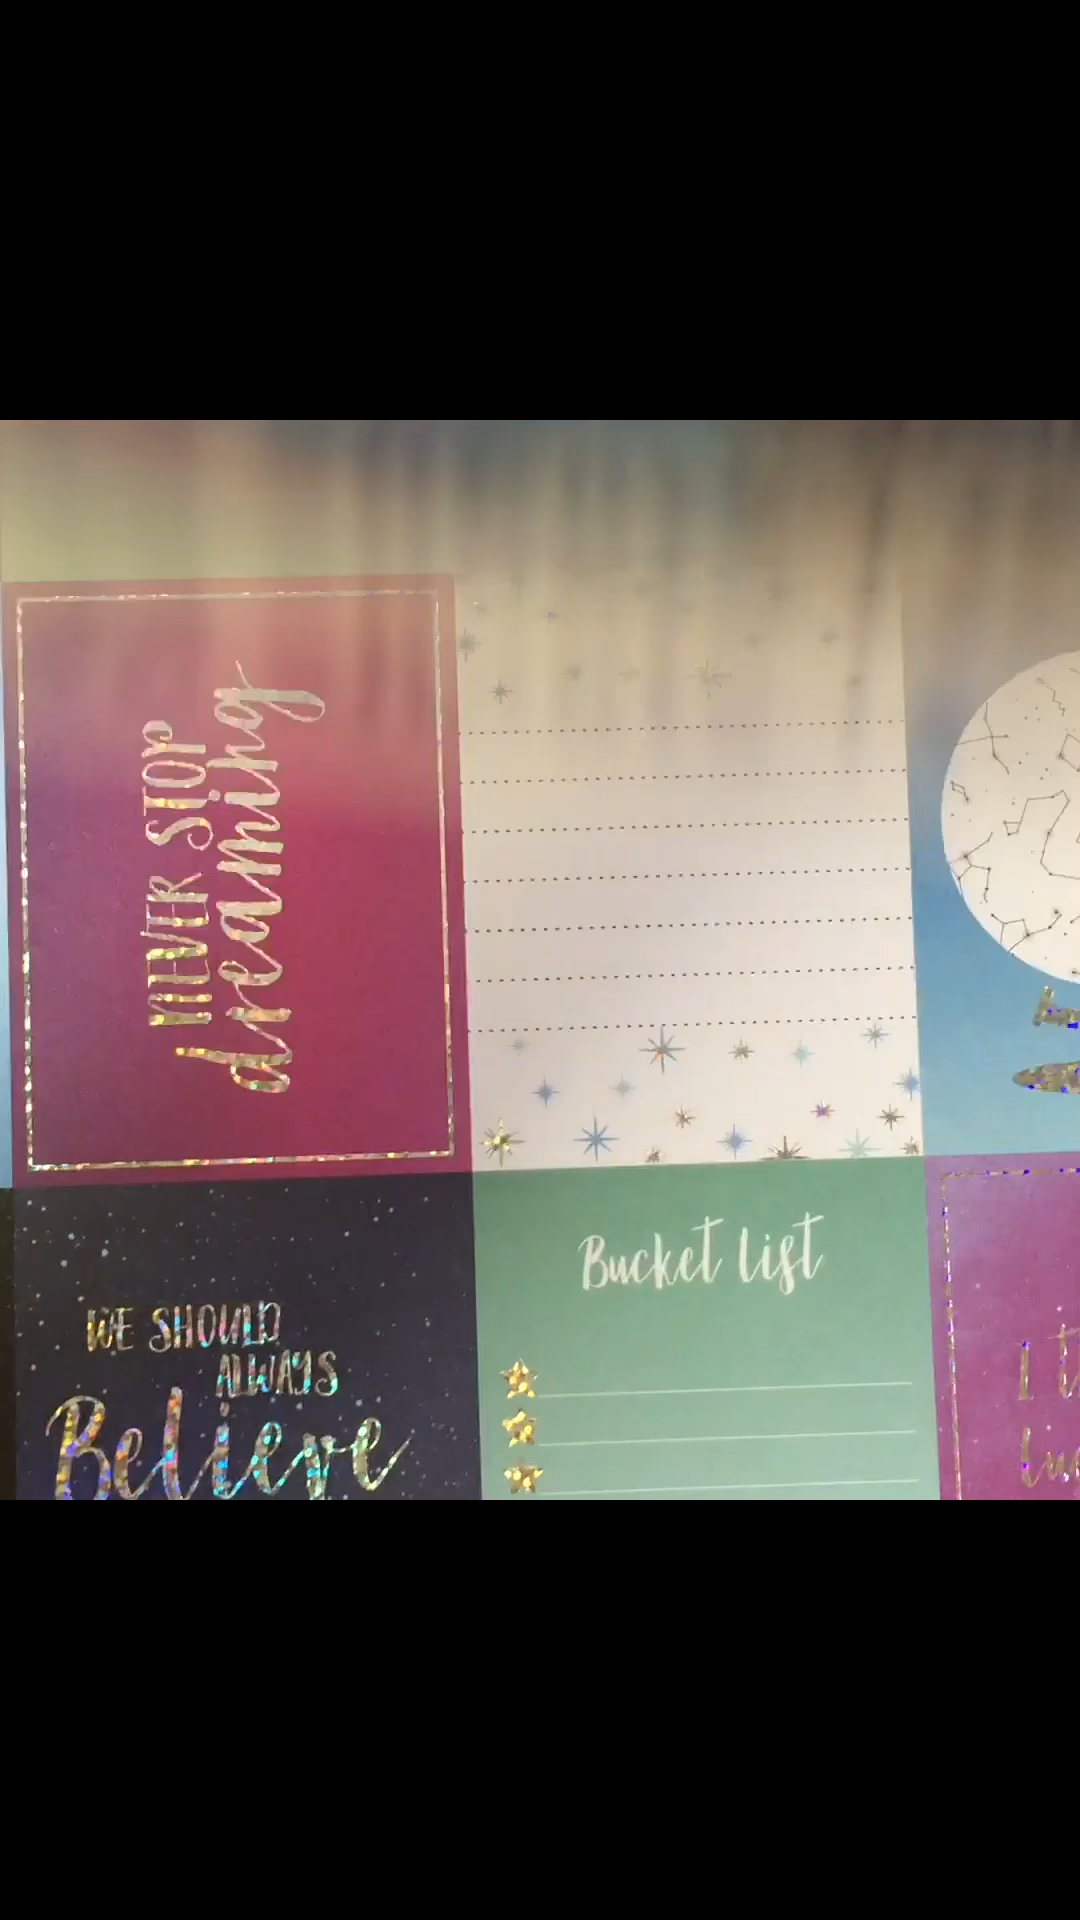 NEVER STOP
dreaming
WE SHOULD
ALWAYS
Believe
Bucket list
I